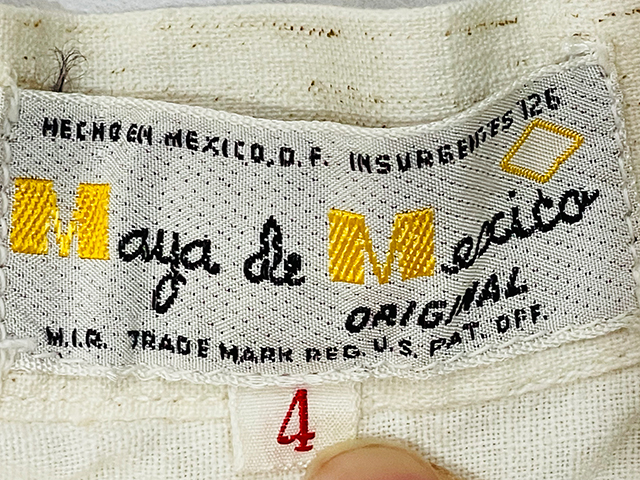 HECHO EN MEXICO, D. F. INSURGENTES 126
Maya de Mexico
ORIGINAL
M.I.R. TRADE MARK REG. U.S. PAT. OFF.
4